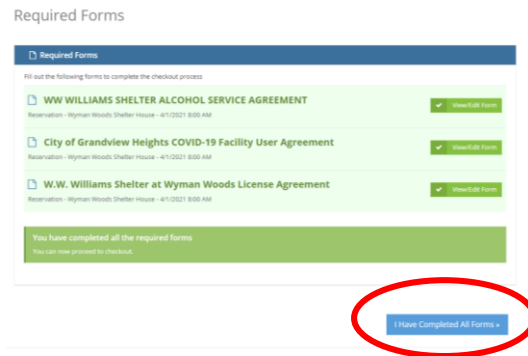 Required Forms
Required Forms
Fill out the following forms to complete the checkout process
WW WILLIAMS SHELTER ALCOHOL SERVICE AGREEMENT
View/Edit Form
Reservation - Wyman Woods Shelter House - 4/1/2021 8:00 AM
City of Grandview Heights COVID-19 Facility User Agreement
View/Edit Form
Reservation - Wyman Woods Shelter House - 4/1/2021 8:00 AM
W.W. Williams Shelter at Wyman Woods License Agreement
View/Edit Form
Reservation - Wyman Woods Shelter House - 4/1/2021 8:00 AM
You have completed all the required forms
You can now proceed to checkout.
I Have Completed All Forms »